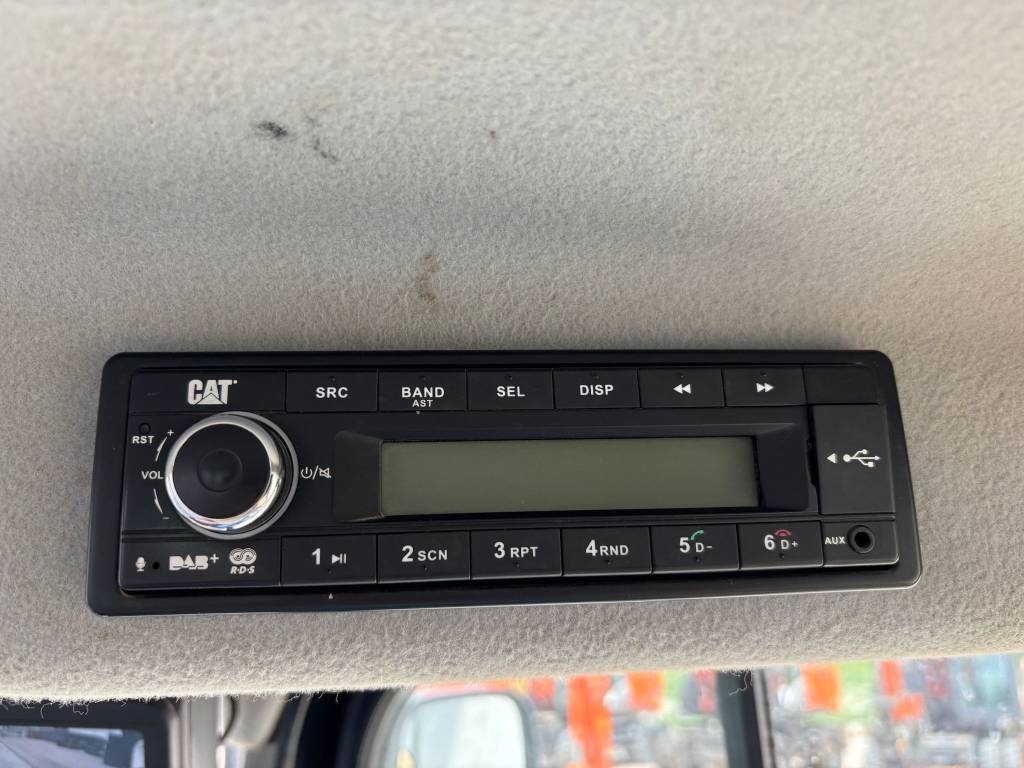 CAT
SRC
BAND
AST
SEL
DISP
RST
+
VOL
-
AUX
DAB+
R·D·S
1
2 SCN
3 RPT
4 RND
5 D-
6 D+